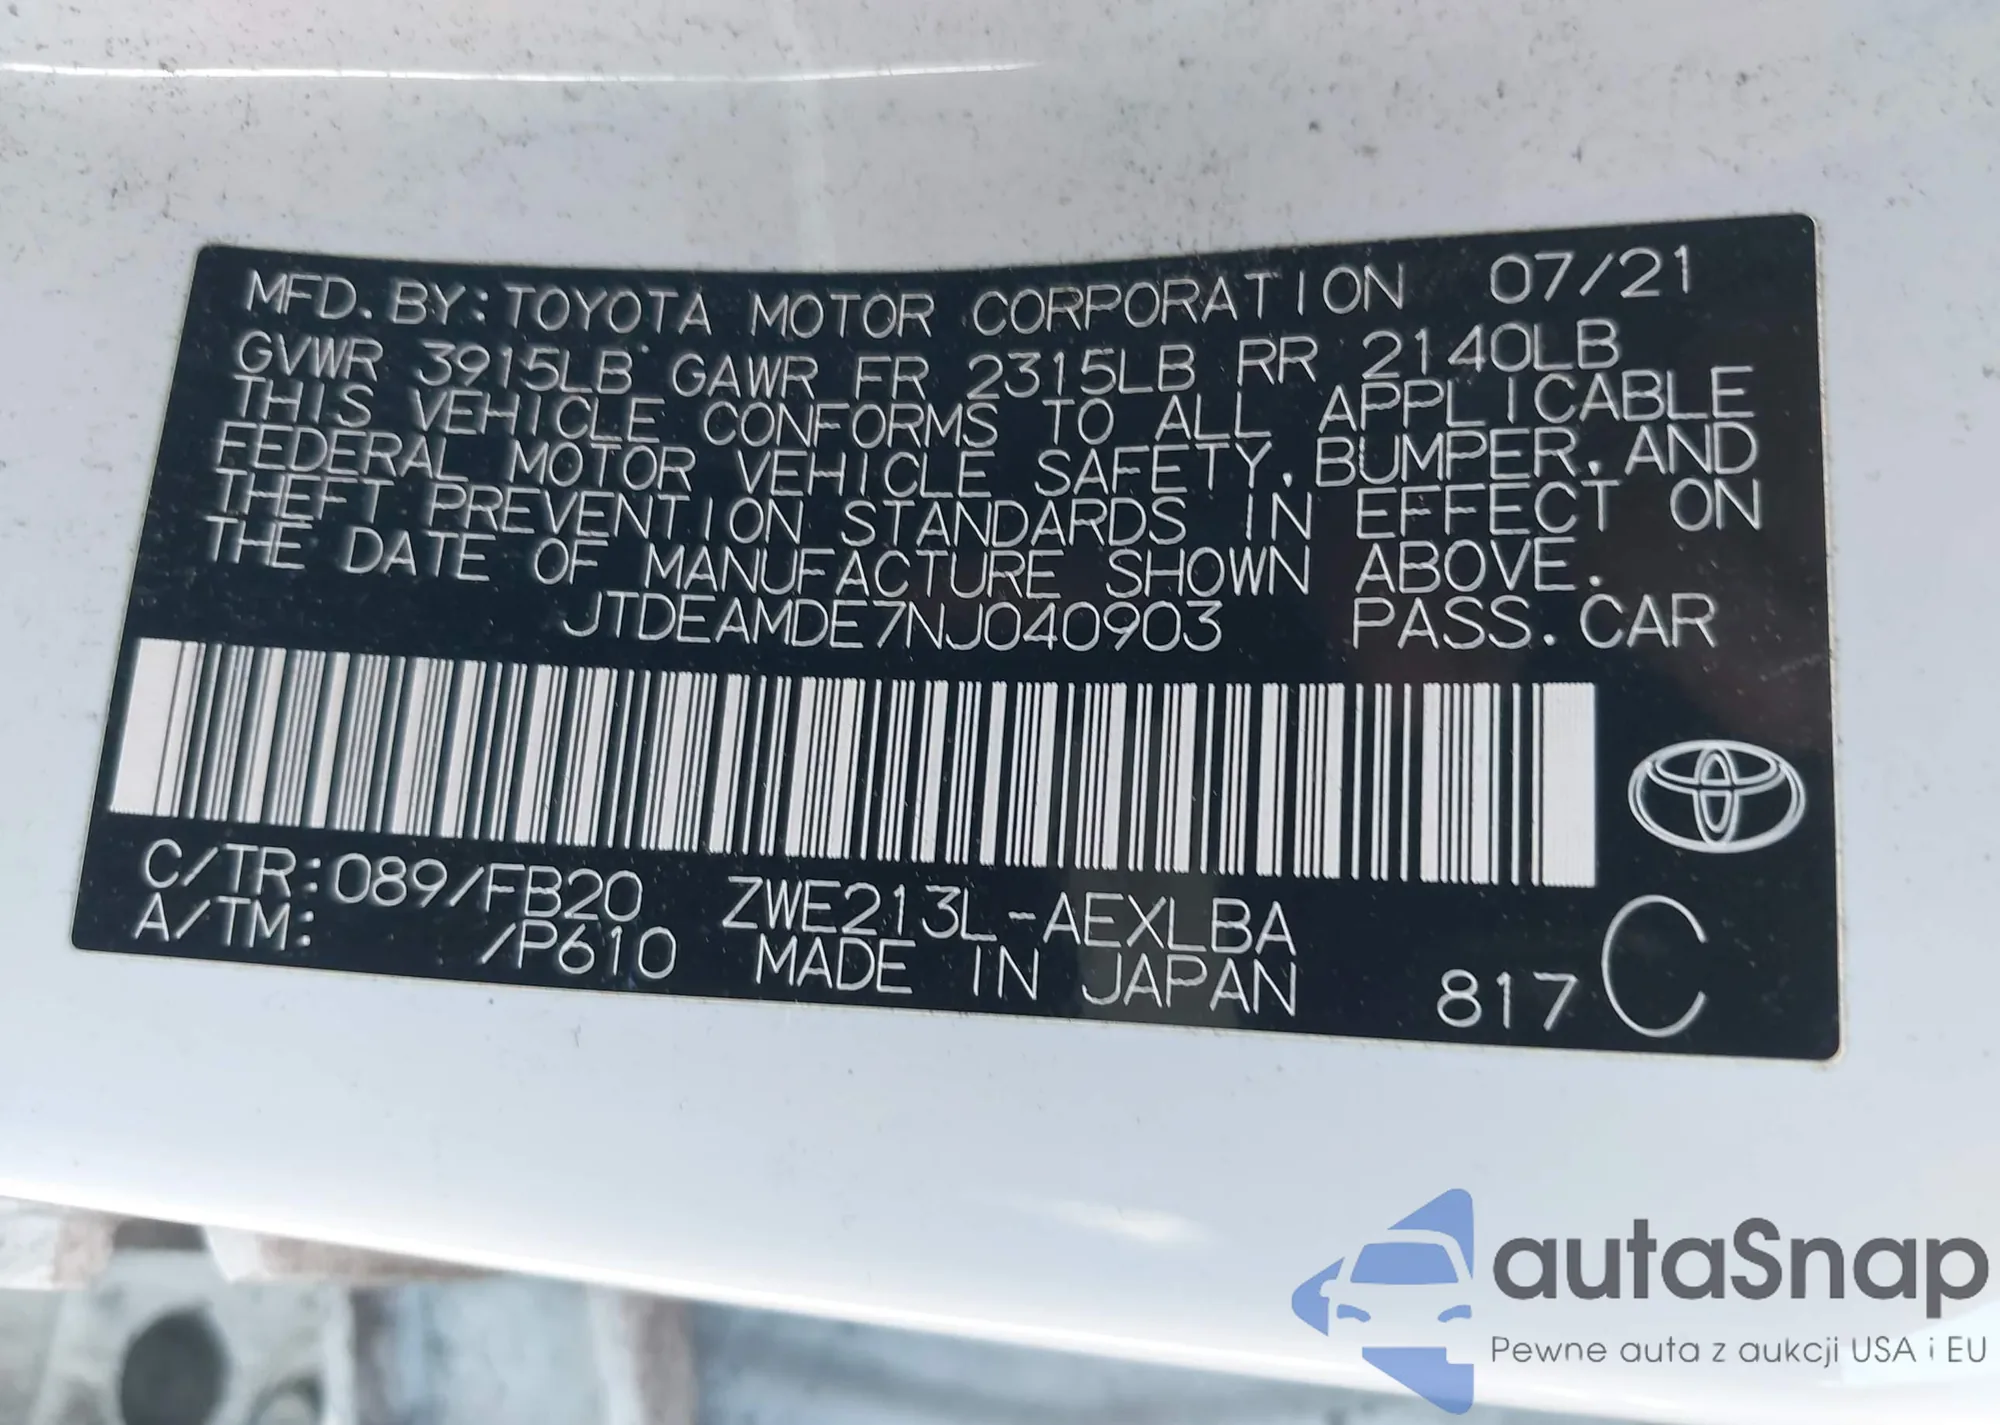 MFD. BY: TOYOTA MOTOR CORPORATION 07/21
GVWR 3915LB GAWR FR 2315LB RR 2140LB
THIS VEHICLE CONFORMS TO ALL APPLICABLE
FEDERAL MOTOR VEHICLE SAFETY, BUMPER, AND
THEFT PREVENTION STANDARDS IN EFFECT ON
THE DATE OF MANUFACTURE SHOWN ABOVE.
JTDEAMDE7NJ040903 PASS. CAR
C/TR: 089/FB20 ZWE213L-AEXLBA
A/TM: /P610 MADE IN JAPAN 817 C
autaSnap
Pewne auta z aukcji USA i EU